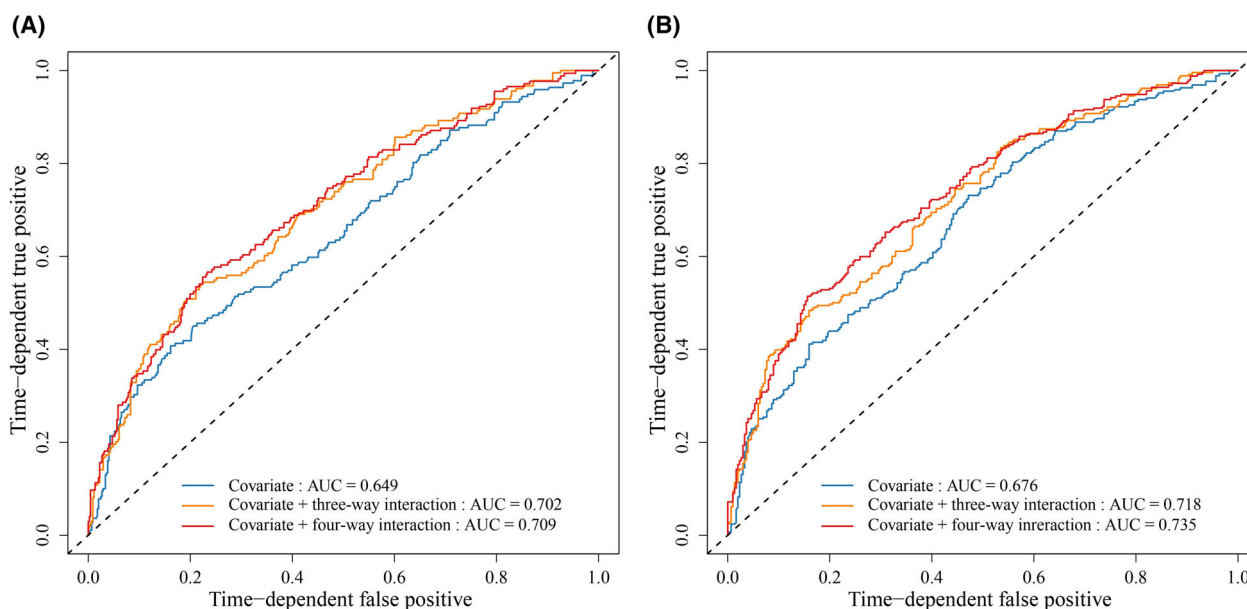 (A)
1.0
0.8
0.6
0.4
0.2
0.0
Time-dependent true positive
Covariate : AUC = 0.649
Covariate + three-way interaction : AUC = 0.702
Covariate + four-way interaction : AUC = 0.709
0.0 0.2 0.4 0.6 0.8 1.0
Time-dependent false positive
(B)
1.0
0.8
0.6
0.4
0.2
0.0
Time-dependent true positive
Covariate : AUC = 0.676
Covariate + three-way interaction : AUC = 0.718
Covariate + four-way inreraction : AUC = 0.735
0.0 0.2 0.4 0.6 0.8 1.0
Time-dependent false positive